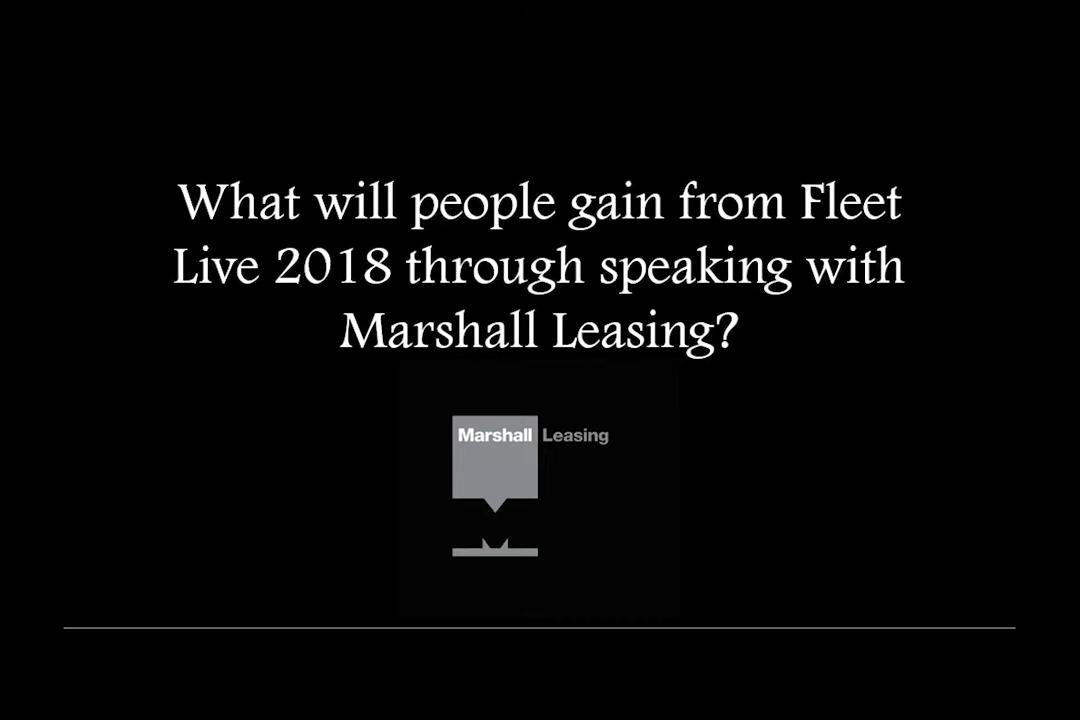 What will people gain from Fleet
Live 2018 through speaking with
Marshall Leasing?
Marshall Leasing